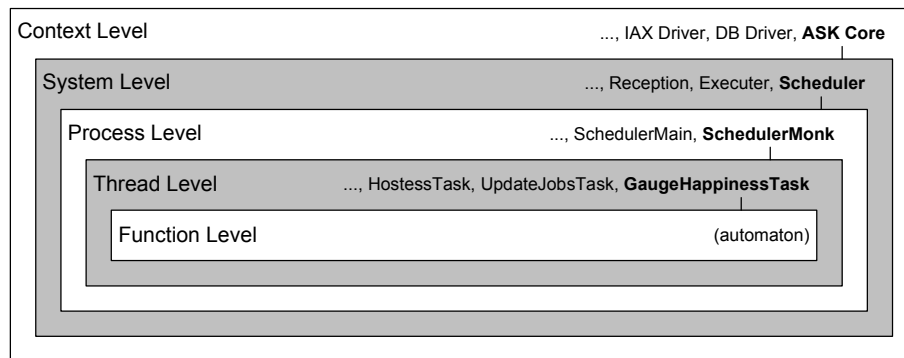 Context Level ..., IAX Driver, DB Driver, ASK Core
System Level ..., Reception, Executer, Scheduler
Process Level ..., SchedulerMain, SchedulerMonk
Thread Level ..., HostessTask, UpdateJobsTask, GaugeHappinessTask
Function Level (automaton)